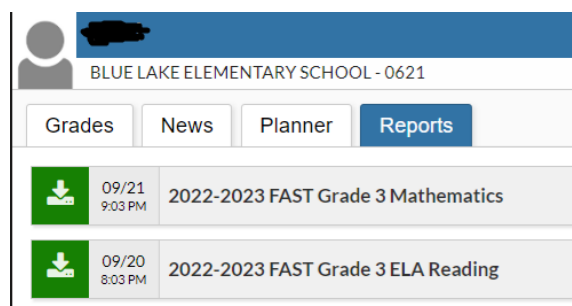 BLUE LAKE ELEMENTARY SCHOOL - 0621
Grades News Planner Reports
09/21
9:03 PM
2022-2023 FAST Grade 3 Mathematics
09/20
8:03 PM
2022-2023 FAST Grade 3 ELA Reading